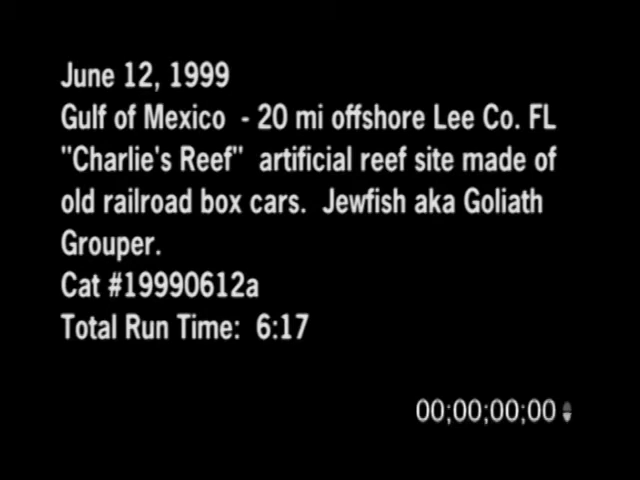 June 12, 1999
Gulf of Mexico  - 20 mi offshore Lee Co. FL
"Charlie's Reef"  artificial reef site made of
old railroad box cars.  Jewfish aka Goliath
Grouper.
Cat #19990612a
Total Run Time:  6:17
00;00;00;00